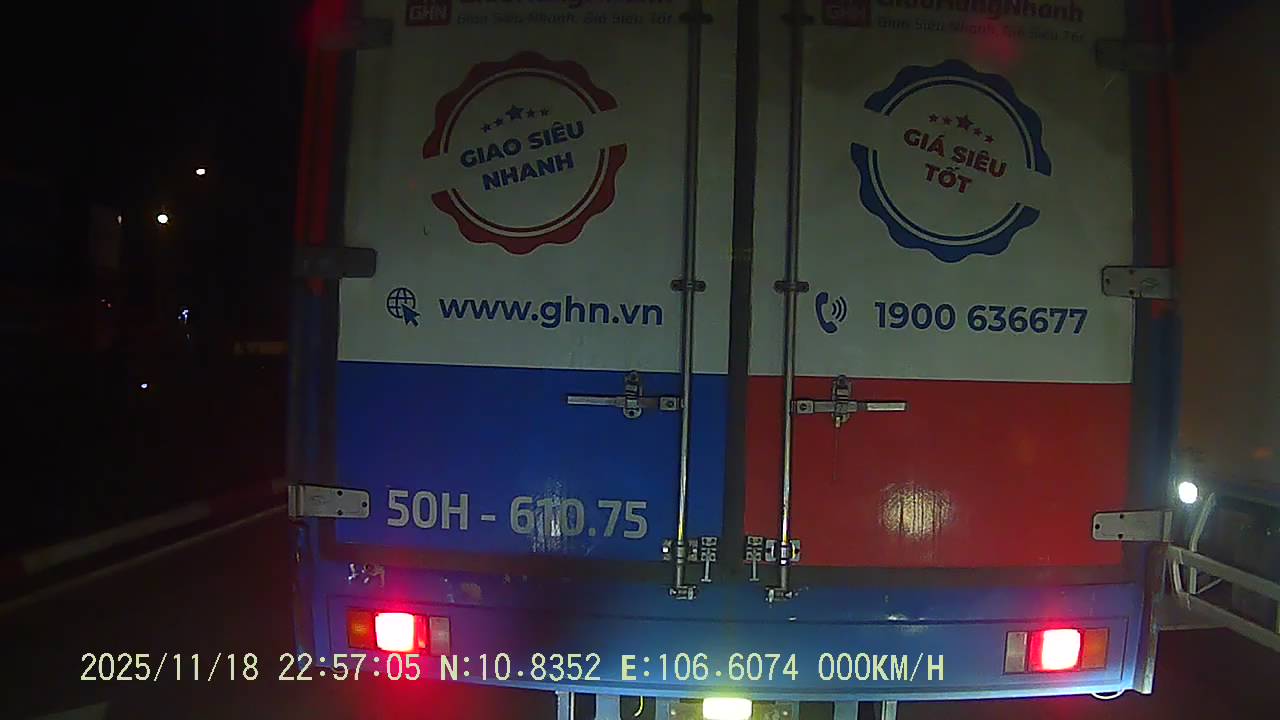 GHN
GiaoHangNhanh
Giao Siêu Nhanh, Giá Siêu Tốt
GHN
GiaoHangNhanh
Giao Siêu Nhanh, Giá Siêu Tốt
GIAO SIÊU
NHANH
GIÁ SIÊU
TỐT
www.ghn.vn
1900 636677
50H - 610.75
2025/11/18 22:57:05 N:10.8352 E:106.6074 000KM/H